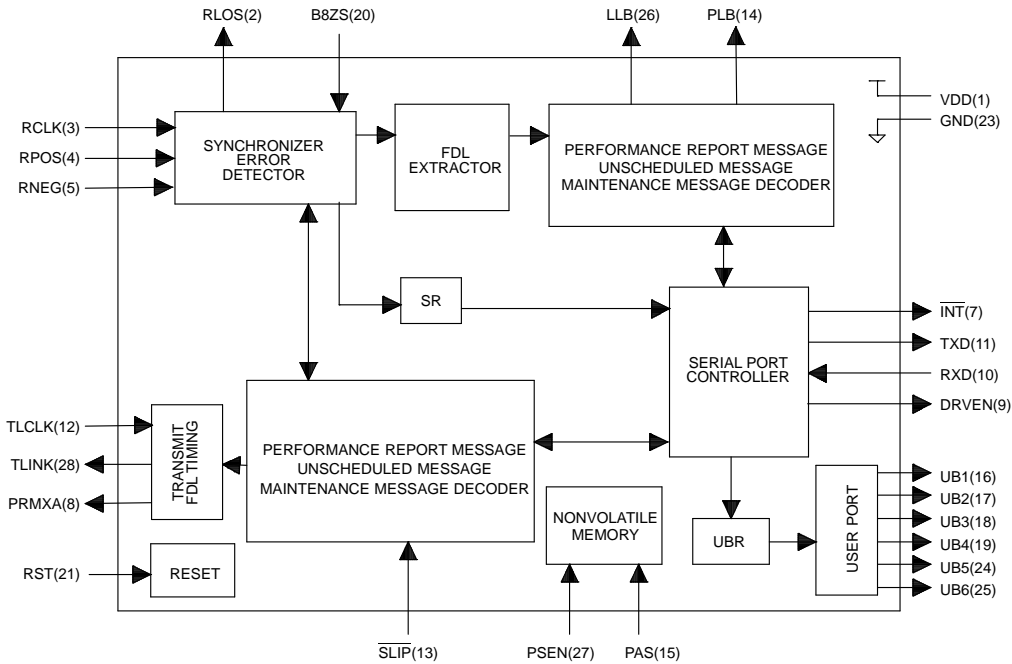 RLOS(2)
B8ZS(20)
LLB(26)
PLB(14)
VDD(1)
GND(23)
RCLK(3)
RPOS(4)
RNEG(5)
SYNCHRONIZER
ERROR
DETECTOR
FDL
EXTRACTOR
PERFORMANCE REPORT MESSAGE
UNSCHEDULED MESSAGE
MAINTENANCE MESSAGE DECODER
SR
SERIAL PORT
CONTROLLER
INT(7)
TXD(11)
RXD(10)
DRVEN(9)
TLCLK(12)
TLINK(28)
PRMXA(8)
TRANSMIT
FDL TIMING
PERFORMANCE REPORT MESSAGE
UNSCHEDULED MESSAGE
MAINTENANCE MESSAGE DECODER
NONVOLATILE
MEMORY
UBR
USER PORT
UB1(16)
UB2(17)
UB3(18)
UB4(19)
UB5(24)
UB6(25)
RST(21)
RESET
SLIP(13)
PSEN(27)
PAS(15)